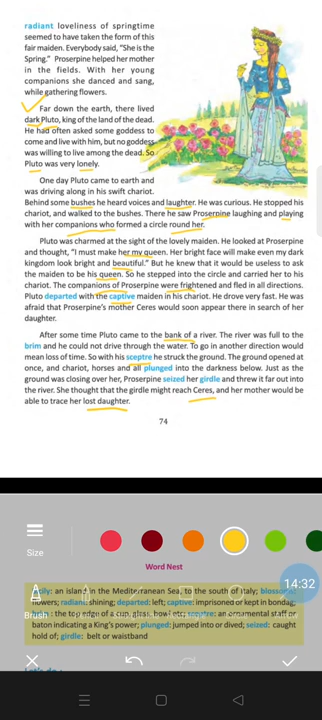 radiant loveliness of springtime
seemed to have taken the form of this
fair maiden. Everybody said, "She is the
Spring." Proserpine helped her mother
in the fields. With her young
companions she danced and sang,
while gathering flowers.
Far down the earth, there lived
dark Pluto, king of the land of the dead.
He had often asked some goddess to
come and live with him, but no goddess
was willing to live among the dead. So
Pluto was very lonely.
One day Pluto came to earth and
was driving along in his swift chariot.
Behind some bushes he heard voices and laughter. He was curious. He stopped his
chariot, and walked to the bushes. There he saw Proserpine laughing and playing
with her companions who formed a circle round her.
Pluto was charmed at the sight of the lovely maiden. He looked at Proserpine
and thought, "I must make her my queen. Her bright face will make even my dark
kingdom look bright and beautiful." But he knew that it would be useless to ask
the maiden to be his queen. So he stepped into the circle and carried her to his
chariot. The companions of Proserpine were frightened and fled in all directions.
Pluto departed with the captive maiden in his chariot. He drove very fast. He was
afraid that Proserpine's mother Ceres would soon appear there in search of her
daughter.
After some time Pluto came to the bank of a river. The river was full to the
brim and he could not drive through the water. To go in another direction would
mean loss of time. So with his sceptre he struck the ground. The ground opened at
once, and chariot, horses and all plunged into the darkness below. Just as the
ground was closing over her, Proserpine seized her girdle and threw it far out into
the river. She thought that the girdle might reach Ceres, and her mother would be
able to trace her lost daughter.
74
Size
Word Nest
14:32
an island in the Mediterranean Sea, to the south of Italy;
flowers; radiant: shining; departed: left; captive: imprisoned or kept in bondage;
the top edge of a cup, glass, bowl etc; sceptre: an ornamental staff or
Brush
baton indicating a King's power; plunged: jumped into or dived; seized: caught
hold of; girdle: belt or waistband